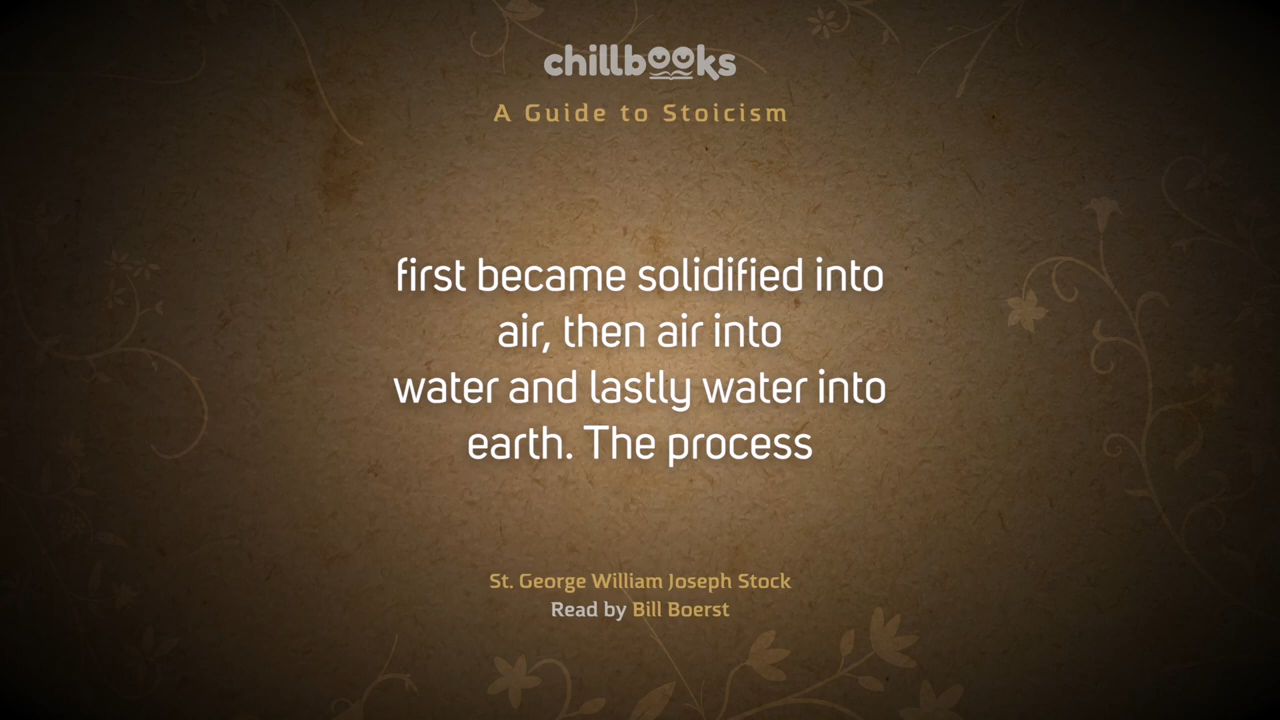 chillbooks
A Guide to Stoicism
first became solidified into
air, then air into
water and lastly water into
earth. The process
St. George William Joseph Stock
Read by Bill Boerst